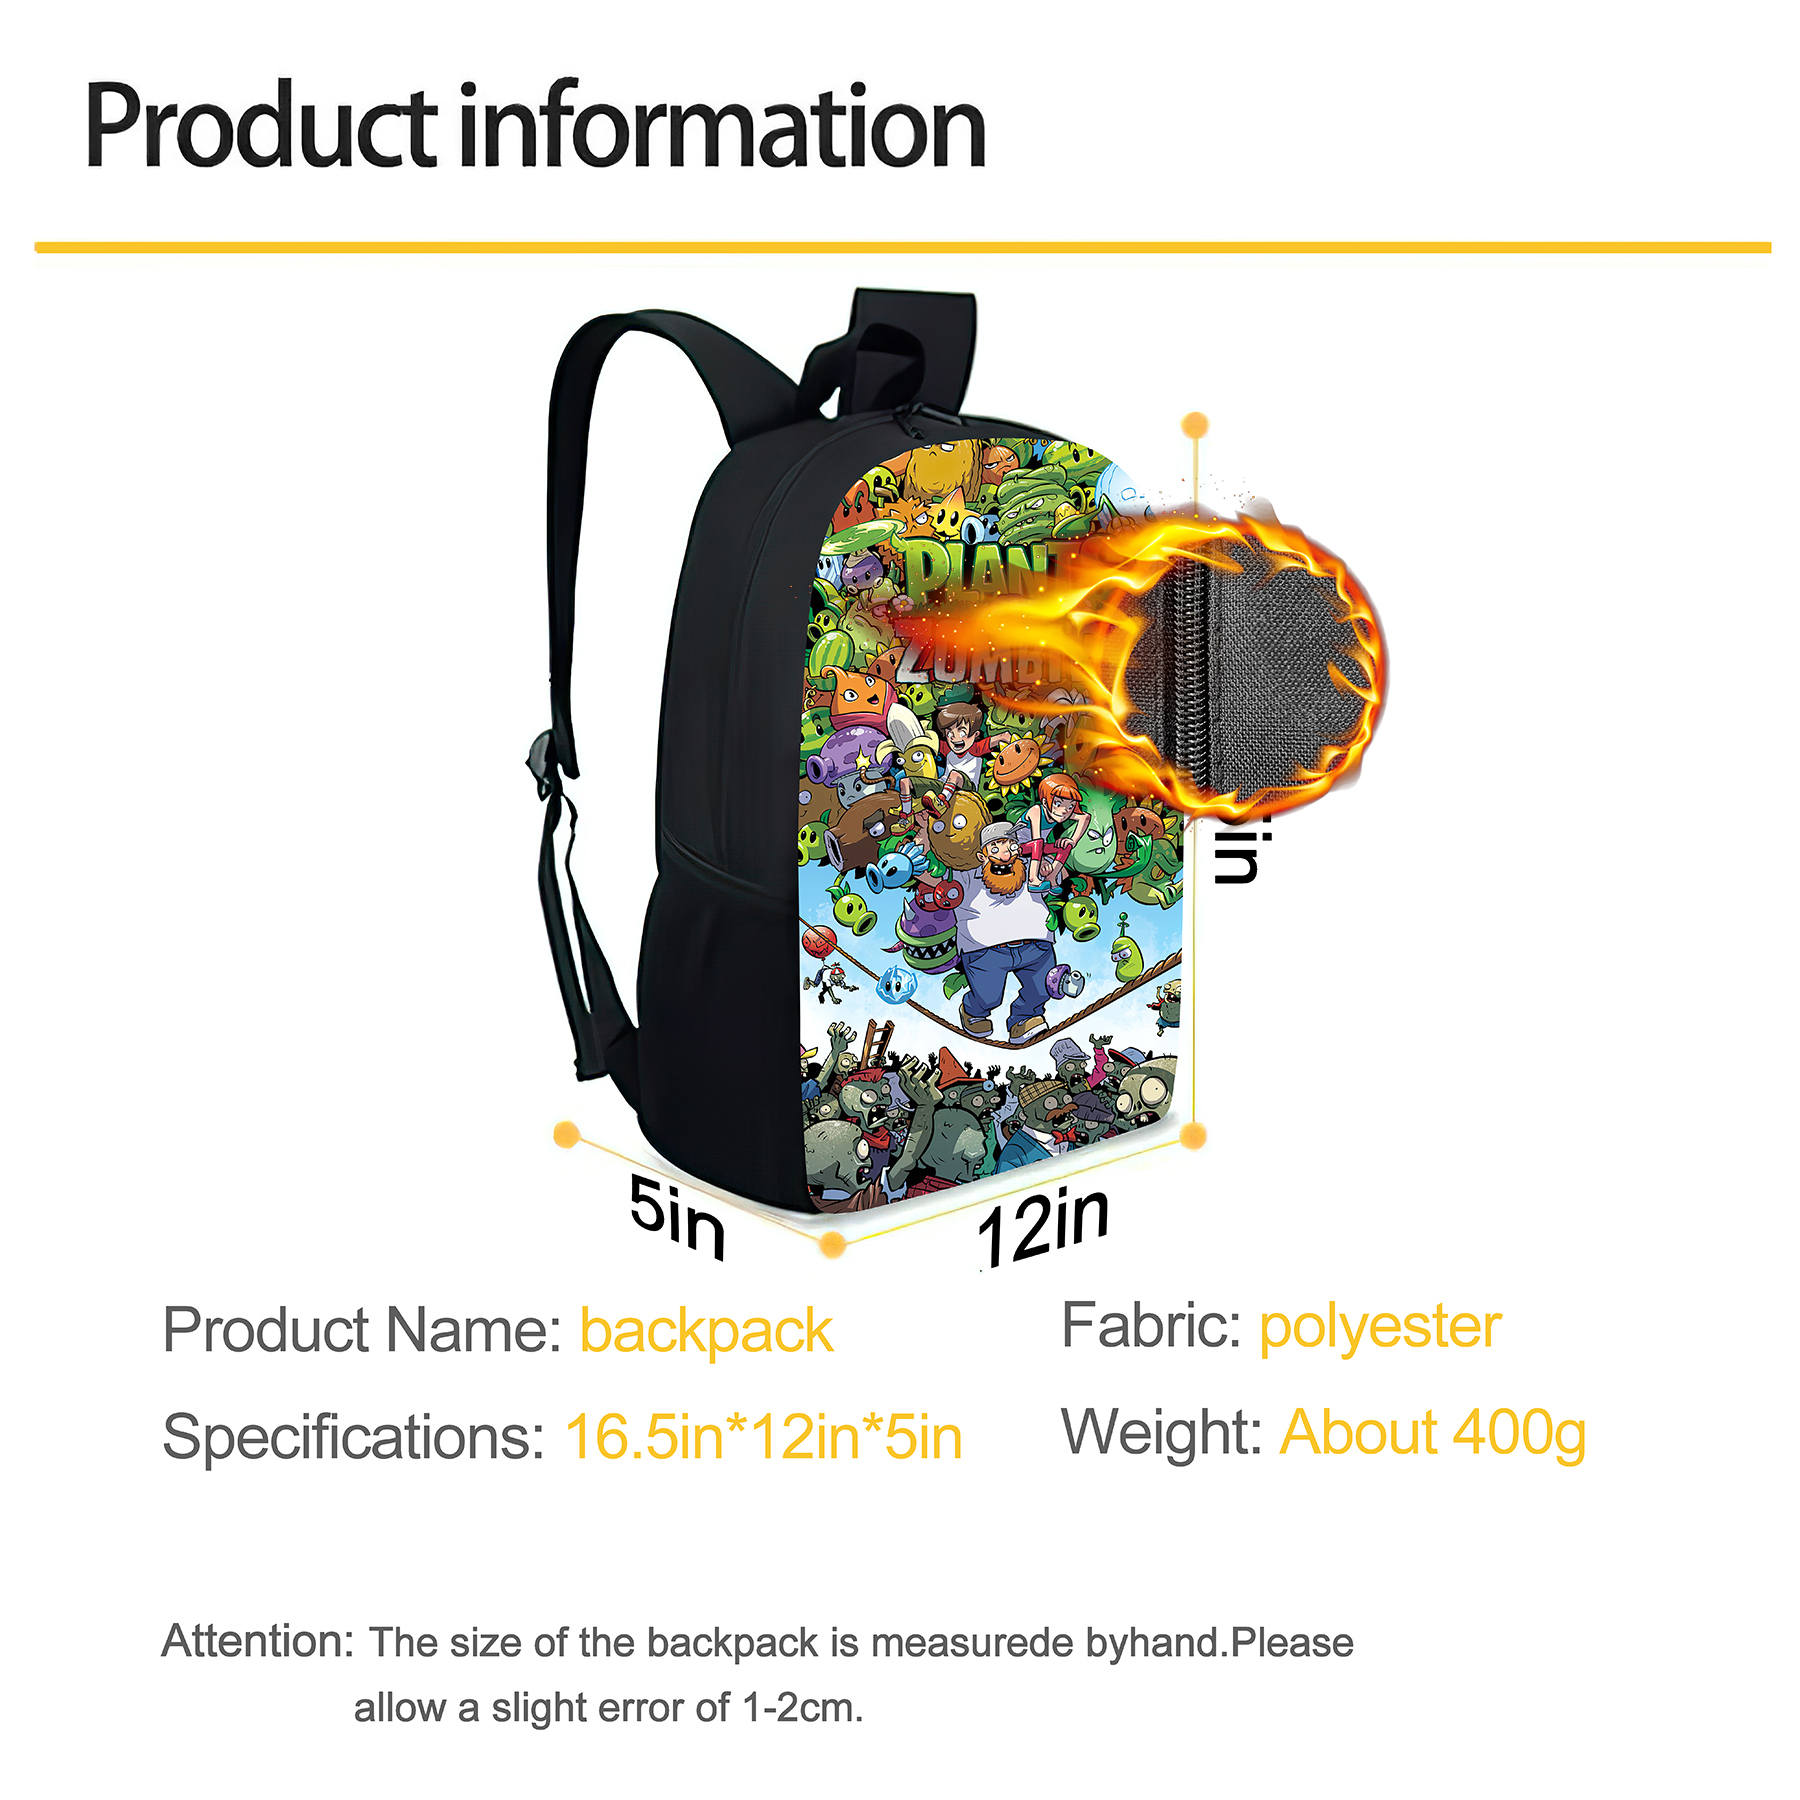 Product information
PLANT
ZOMBI
in
5in
12in
Product Name: backpack
Fabric: polyester
Specifications: 16.5in*12in*5in
Weight: About 400g
Attention: The size of the backpack is measurede byhand.Please
allow a slight error of 1-2cm.